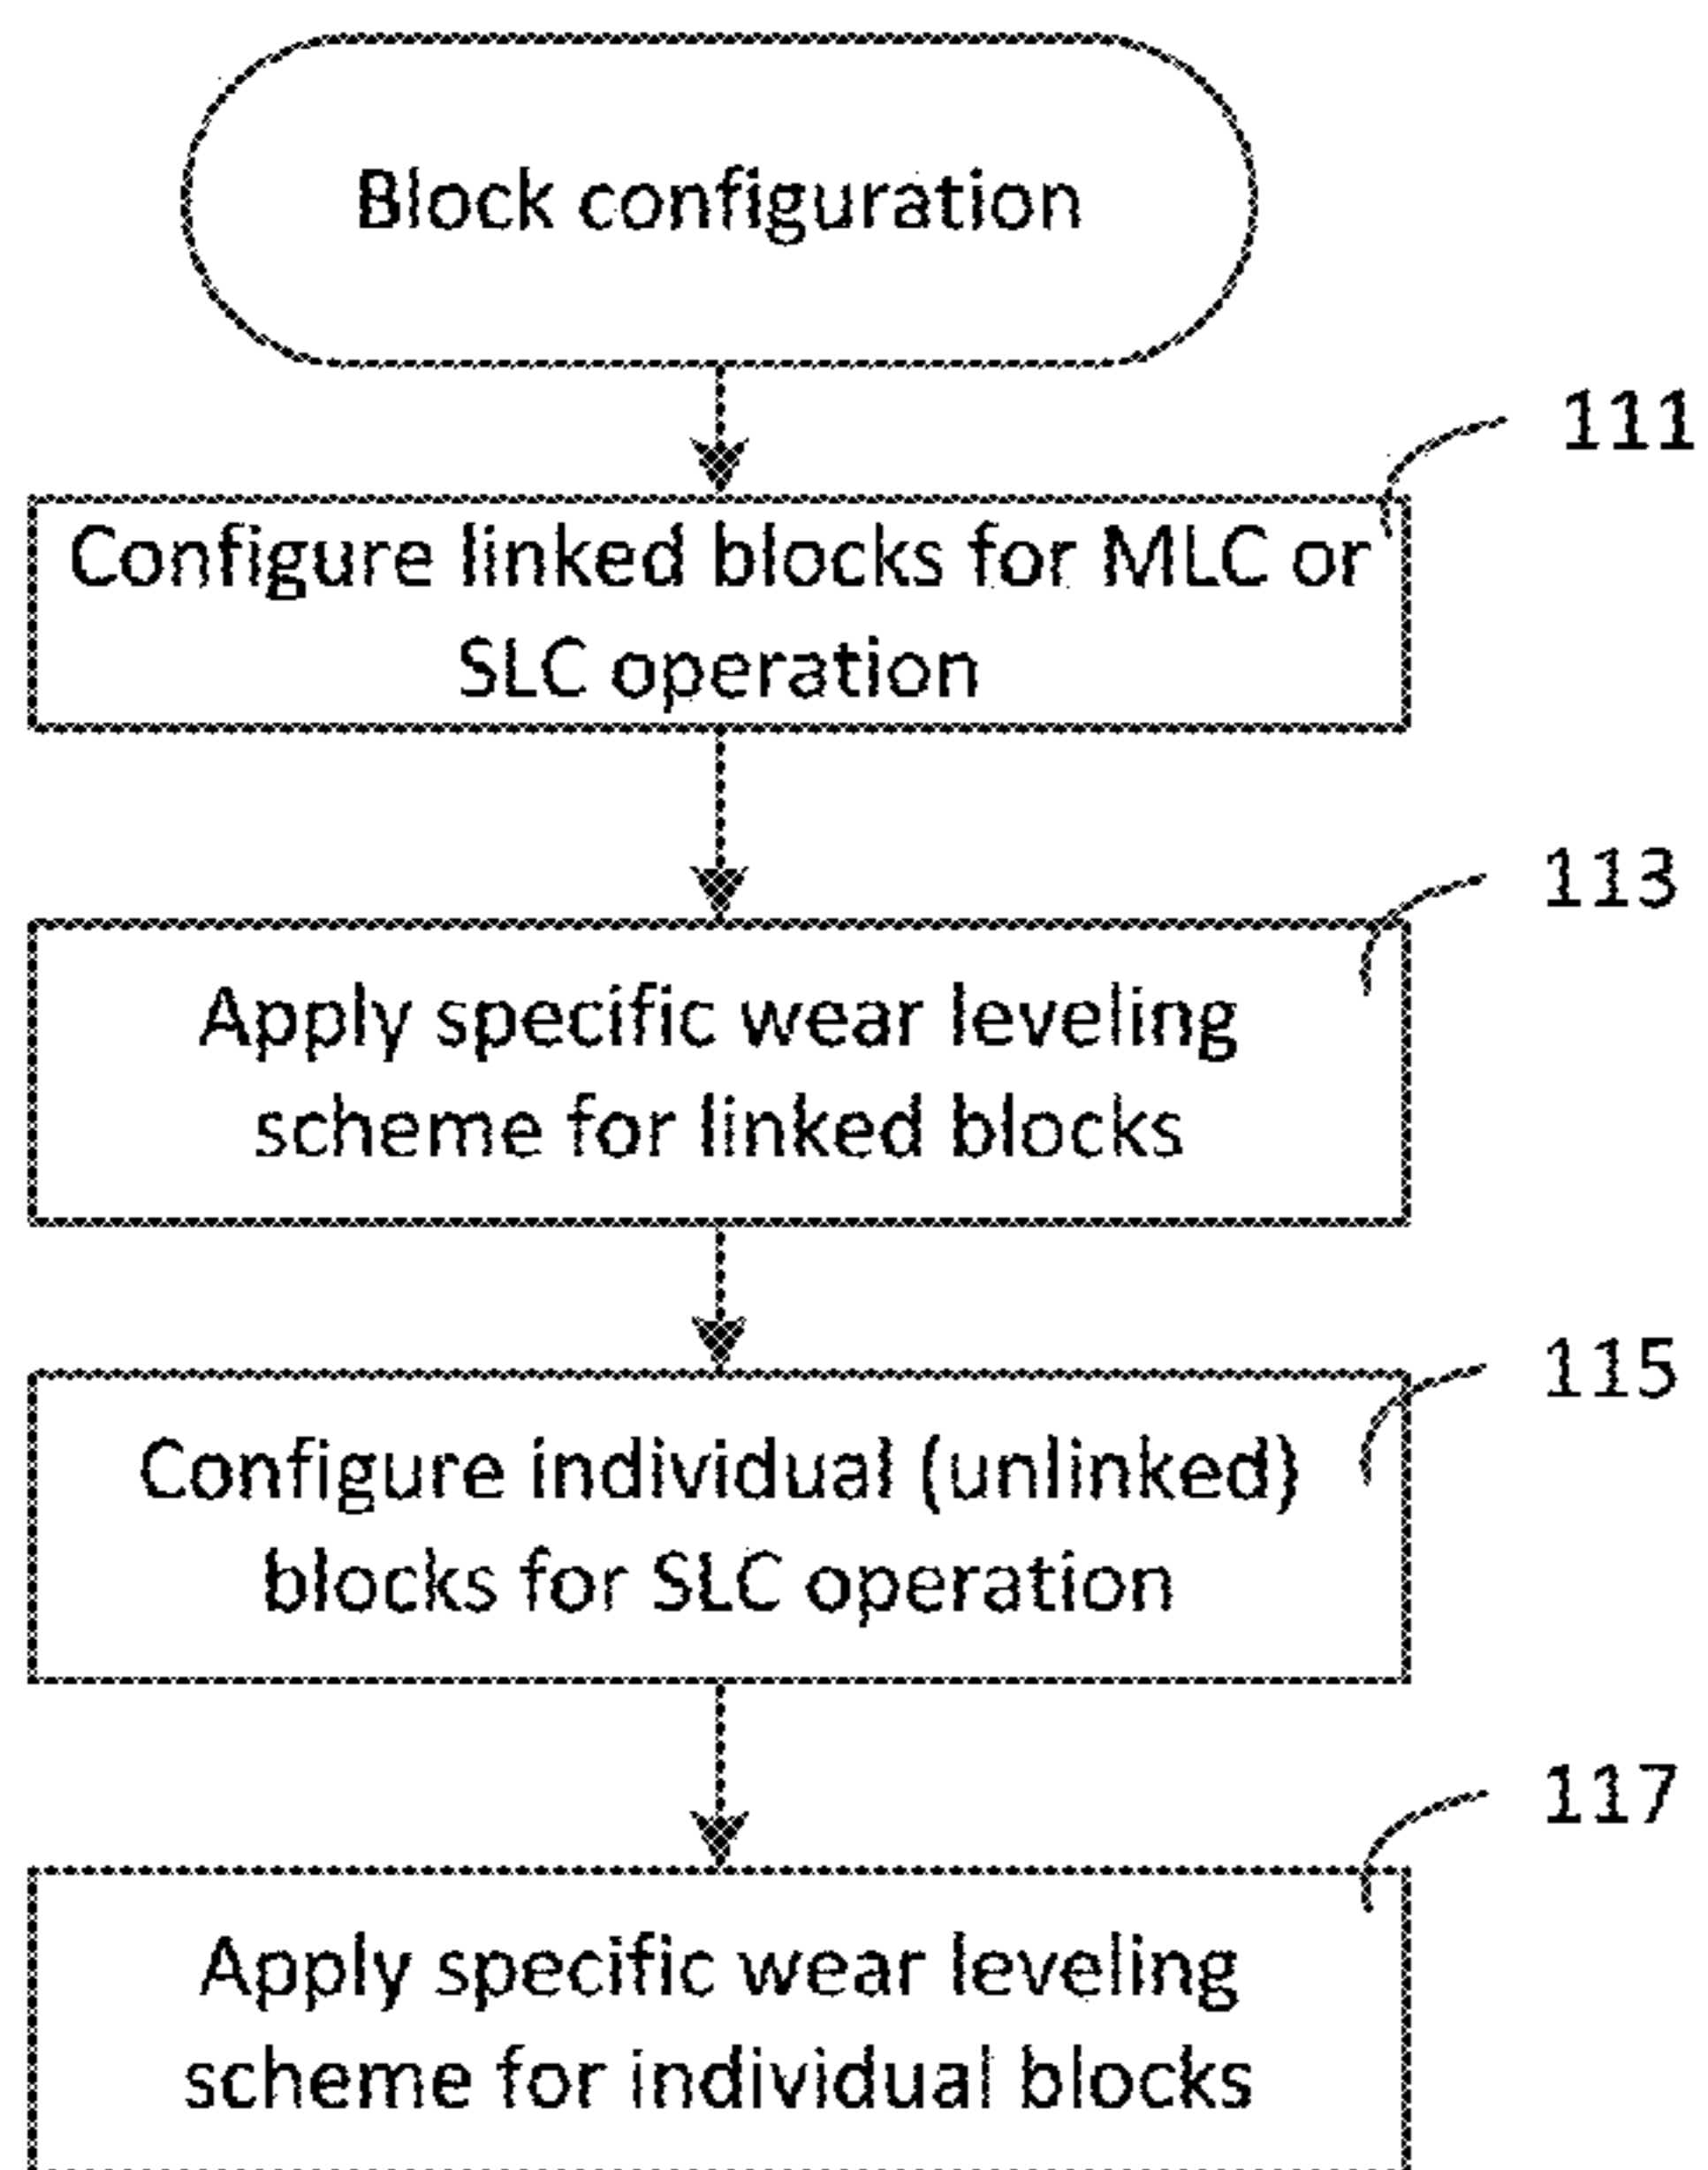 Block configuration
111
Configure linked blocks for MLC or
SLC operation
113
Apply specific wear leveling
scheme for linked blocks
115
Configure individual (unlinked)
blocks for SLC operation
117
Apply specific wear leveling
scheme for individual blocks